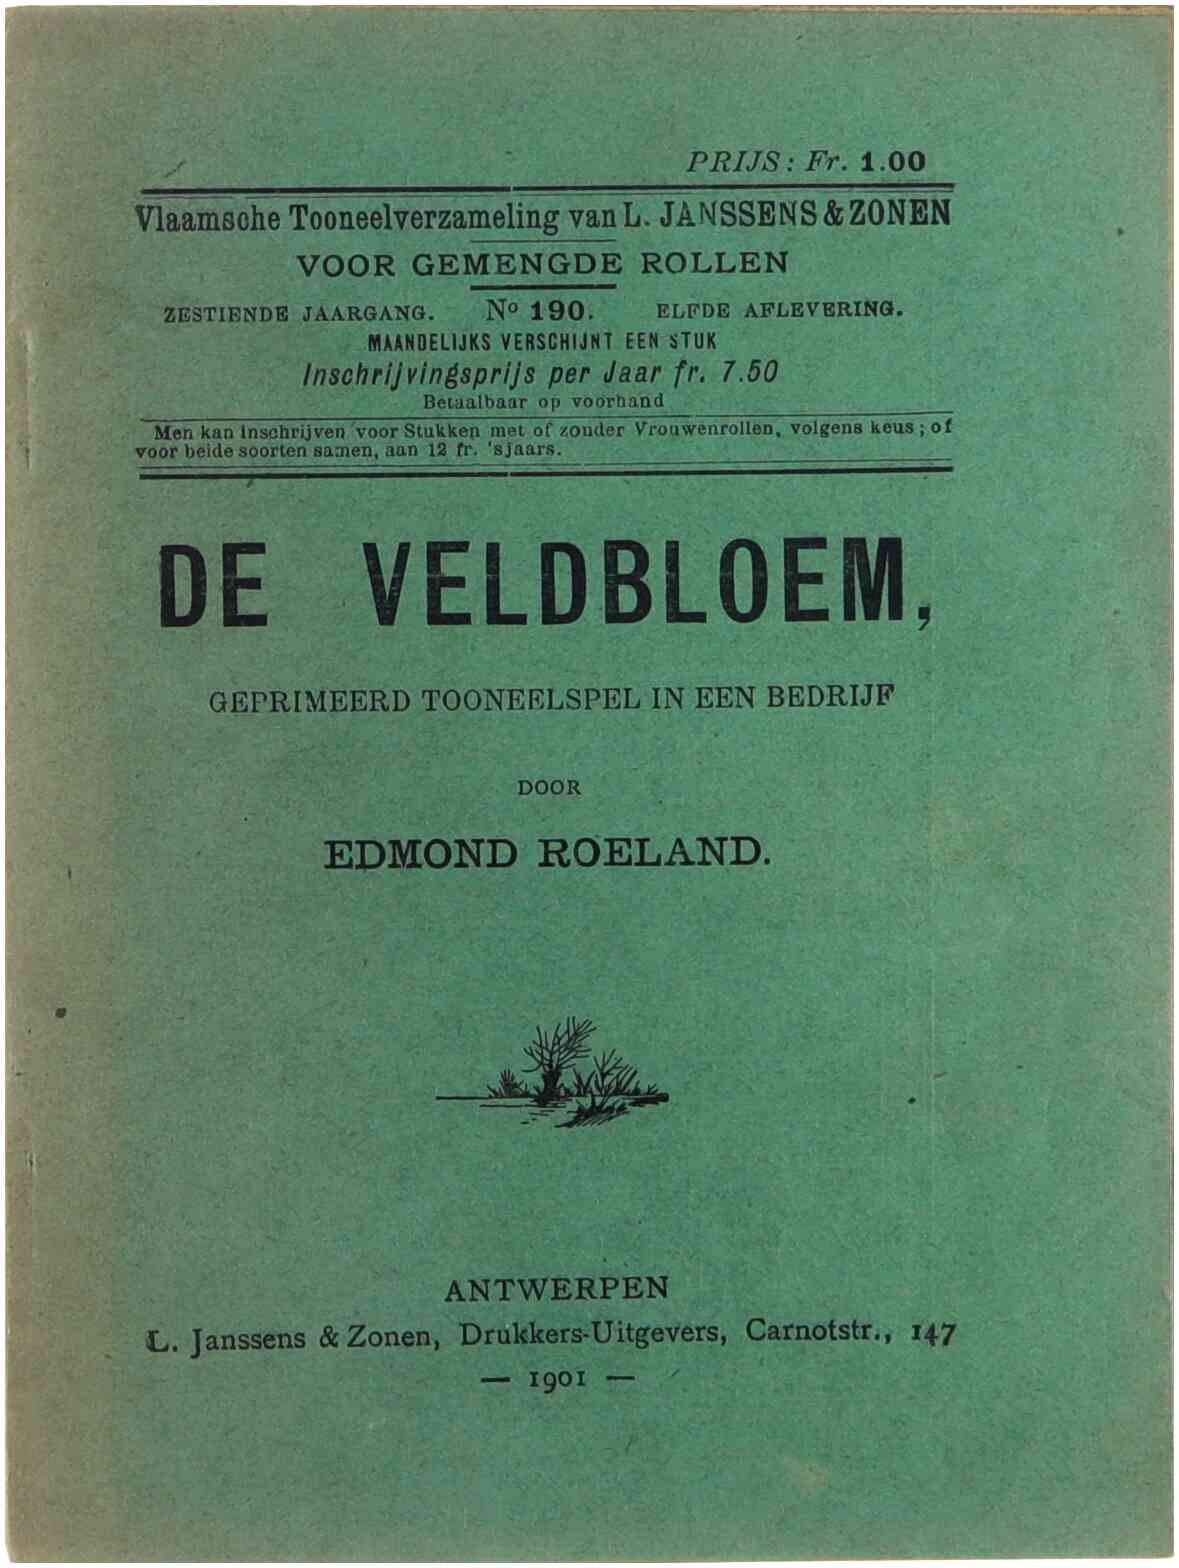 PRIJS: Fr. 1.00
Vlaamsche Tooneelverzameling van L. JANSSENS & ZONEN
VOOR GEMENGDE ROLLEN
ZESTIENDE JAARGANG. No 190. ELFDE AFLEVERING.
MAANDELIJKS VERSCHIJNT EEN STUK
Inschrijvingsprijs per Jaar fr. 7.50
Betaalbaar op voorhand
Men kan inschrijven voor Stukken met of zonder Vrouwenrollen, volgens keus; of
voor beide soorten samen, aan 12 fr. 'sjaars.
DE VELDBLOEM,
GEPRIMEERD TOONEELSPEL IN EEN BEDRIJF
DOOR
EDMOND ROELAND.
ANTWERPEN
L. Janssens & Zonen, Drukkers-Uitgevers, Carnotstr., 147
— 1901 —